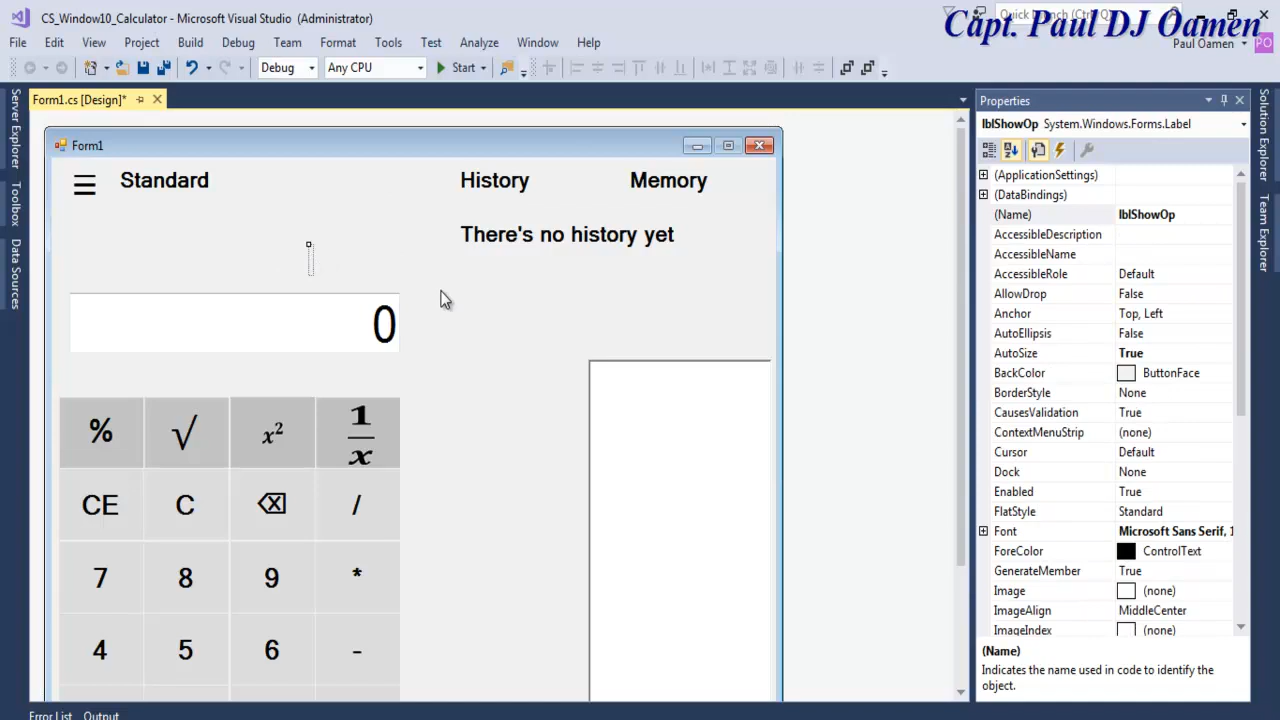 CS_Window10_Calculator - Microsoft Visual Studio (Administrator)
Quick Launch (Ctrl+Q)
Capt. Paul DJ Oamen
File Edit View Project Build Debug Team Format Tools Test Analyze Window Help
Paul Oamen PO
Debug Any CPU Start
Form1.cs [Design]*
Server Explorer
Toolbox
Data Sources
Form1
Standard History Memory
There's no history yet
0
% √ x² 1/x
CE C ⌫ /
7 8 9 *
4 5 6 -
Properties
lblShowOp System.Windows.Forms.Label
(ApplicationSettings)
(DataBindings)
(Name) lblShowOp
AccessibleDescription
AccessibleName
AccessibleRole Default
AllowDrop False
Anchor Top, Left
AutoEllipsis False
AutoSize True
BackColor ButtonFace
BorderStyle None
CausesValidation True
ContextMenuStrip (none)
Cursor Default
Dock None
Enabled True
FlatStyle Standard
Font Microsoft Sans Serif, 1
ForeColor ControlText
GenerateMember True
Image (none)
ImageAlign MiddleCenter
ImageIndex (none)
(Name)
Indicates the name used in code to identify the
object.
Solution Explorer
Team Explorer
Error List Output